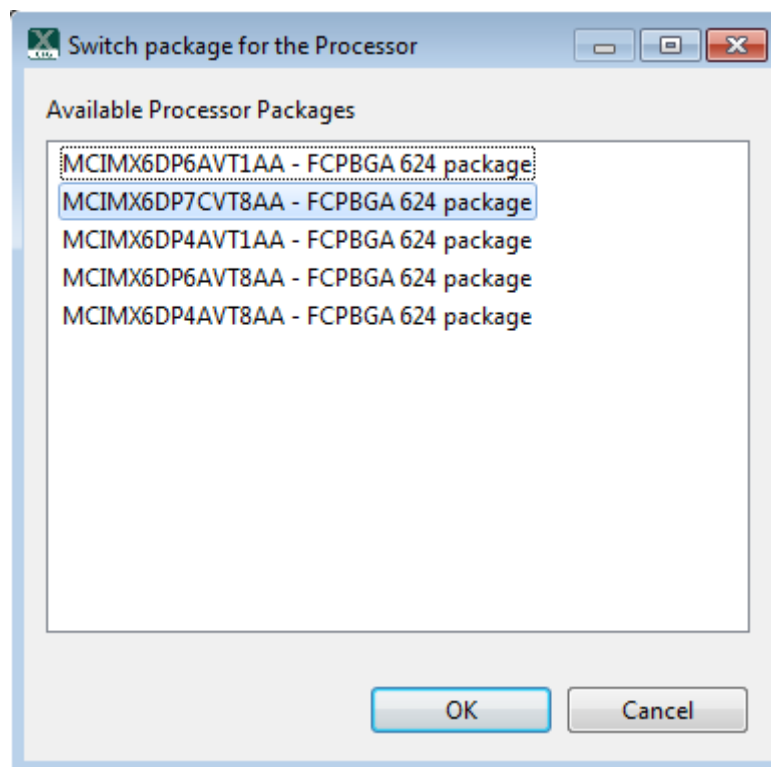 Switch package for the Processor
Available Processor Packages
MCIMX6DP6AVT1AA - FCPBGA 624 package
MCIMX6DP7CVT8AA - FCPBGA 624 package
MCIMX6DP4AVT1AA - FCPBGA 624 package
MCIMX6DP6AVT8AA - FCPBGA 624 package
MCIMX6DP4AVT8AA - FCPBGA 624 package
OK Cancel